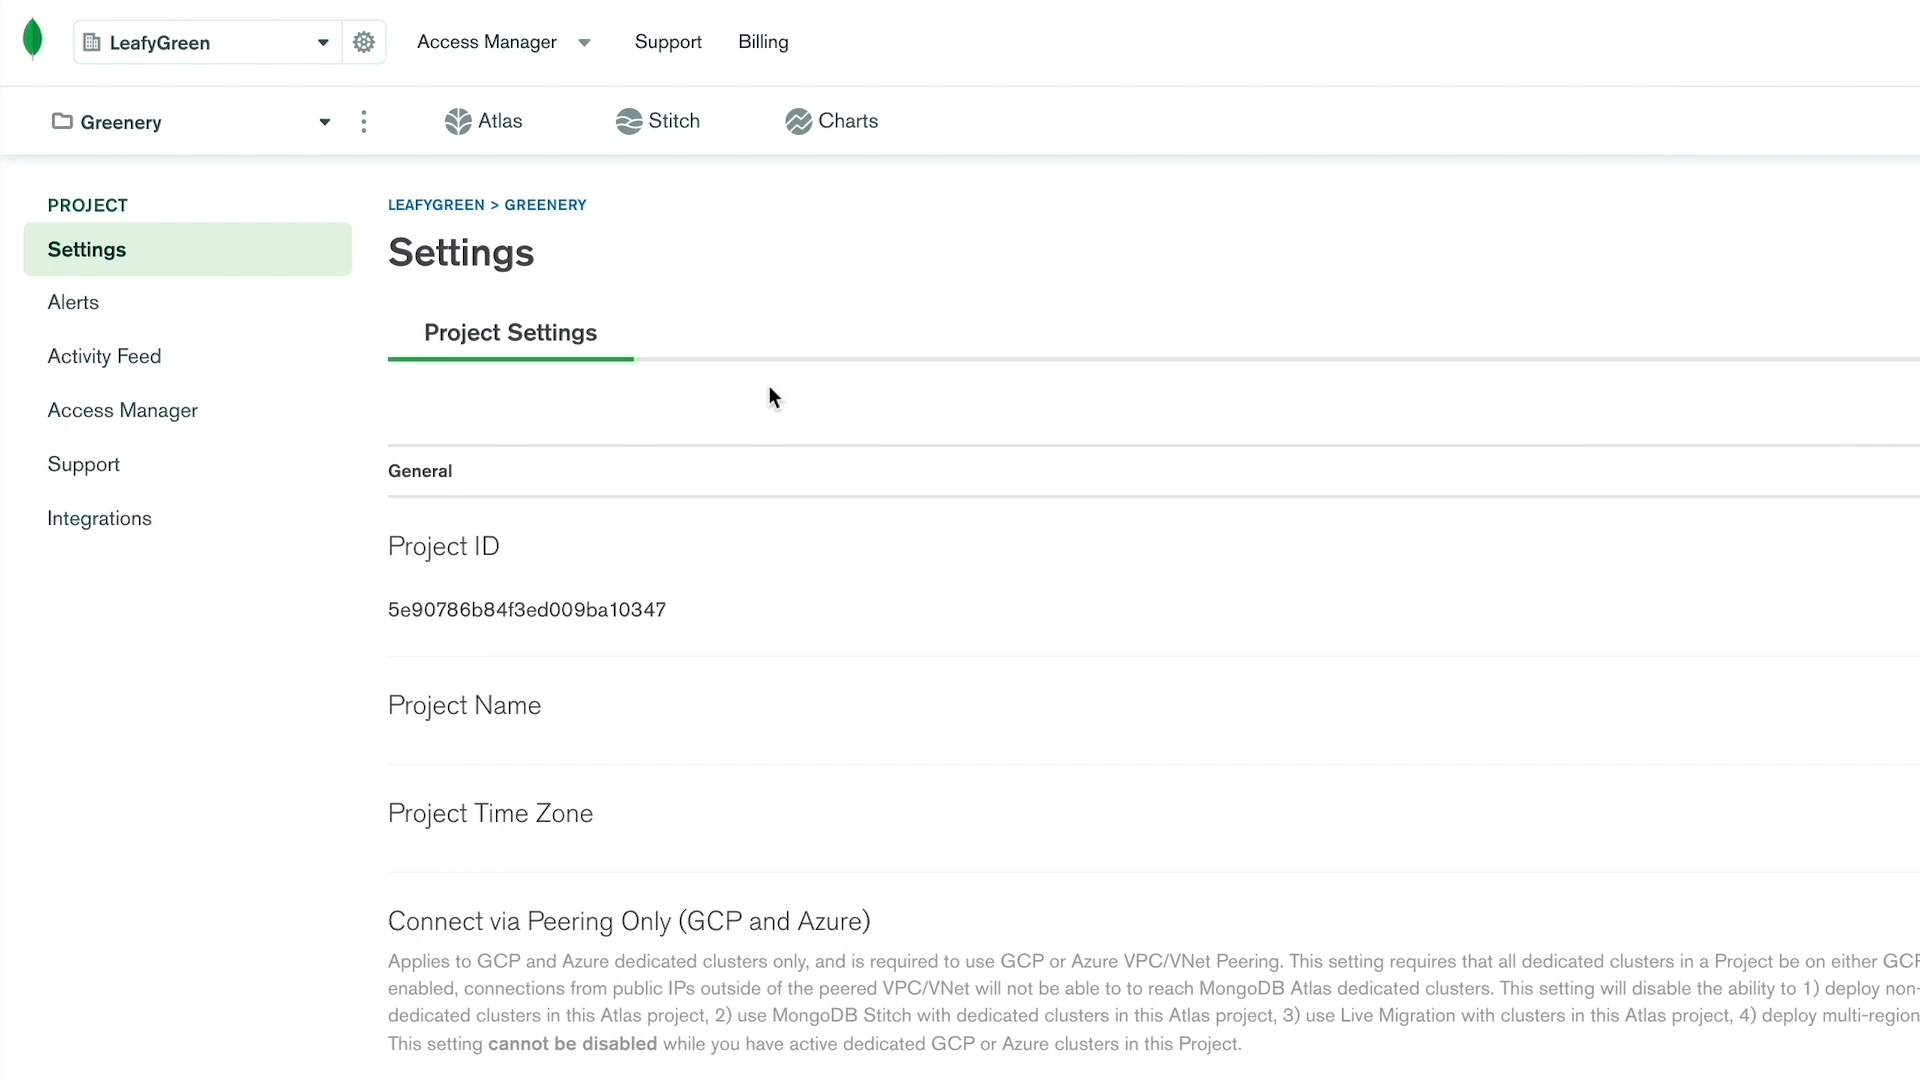 LeafyGreen
Access Manager
Support
Billing
Greenery
Atlas
Stitch
Charts
PROJECT
Settings
Alerts
Activity Feed
Access Manager
Support
Integrations
LEAFYGREEN > GREENERY
Settings
Project Settings
General
Project ID
5e90786b84f3ed009ba10347
Project Name
Project Time Zone
Connect via Peering Only (GCP and Azure)
Applies to GCP and Azure dedicated clusters only, and is required to use GCP or Azure VPC/VNet Peering. This setting requires that all dedicated clusters in a Project be on either GCP
enabled, connections from public IPs outside of the peered VPC/VNet will not be able to to reach MongoDB Atlas dedicated clusters. This setting will disable the ability to 1) deploy non-
dedicated clusters in this Atlas project, 2) use MongoDB Stitch with dedicated clusters in this Atlas project, 3) use Live Migration with clusters in this Atlas project, 4) deploy multi-region
This setting cannot be disabled while you have active dedicated GCP or Azure clusters in this Project.